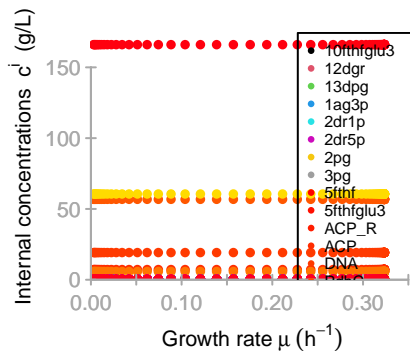 Internal concentrations cⁱ (g/L)
150
100
50
0
0.00 0.10 0.20 0.30
Growth rate μ (h⁻¹)
10fthfglu3
12dgr
13dpg
1ag3p
2dr1p
2dr5p
2pg
3pg
5fthf
5fthfglu3
ACP_R
ACP
DNA